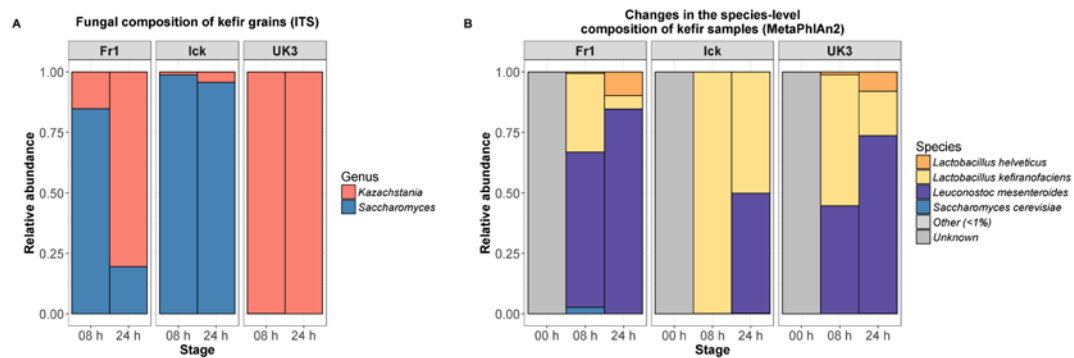 A
Fungal composition of kefir grains (ITS)
Fr1
Ick
UK3
1.00
0.75
0.50
0.25
0.00
Relative abundance
08 h
24 h
08 h
24 h
08 h
24 h
Stage
Genus
Kazachstania
Saccharomyces
B
Changes in the species-level
composition of kefir samples (MetaPhlAn2)
Fr1
Ick
UK3
1.00
0.75
0.50
0.25
0.00
Relative abundance
00 h
08 h
24 h
00 h
08 h
24 h
00 h
08 h
24 h
Stage
Species
Lactobacillus helveticus
Lactobacillus kefiranofaciens
Leuconostoc mesenteroides
Saccharomyces cerevisiae
Other (<1%)
Unknown